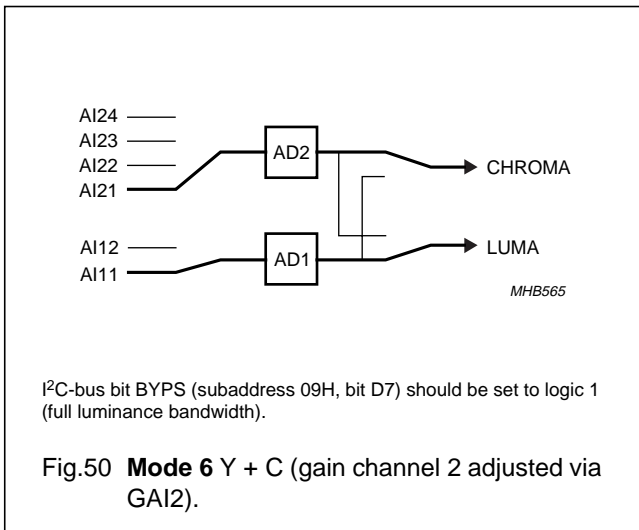 AI24
AI23
AI22
AI21
AD2
CHROMA
AI12
AI11
AD1
LUMA
MHB565
I²C-bus bit BYPS (subaddress 09H, bit D7) should be set to logic 1
(full luminance bandwidth).
Fig.50 Mode 6 Y + C (gain channel 2 adjusted via
GAI2).